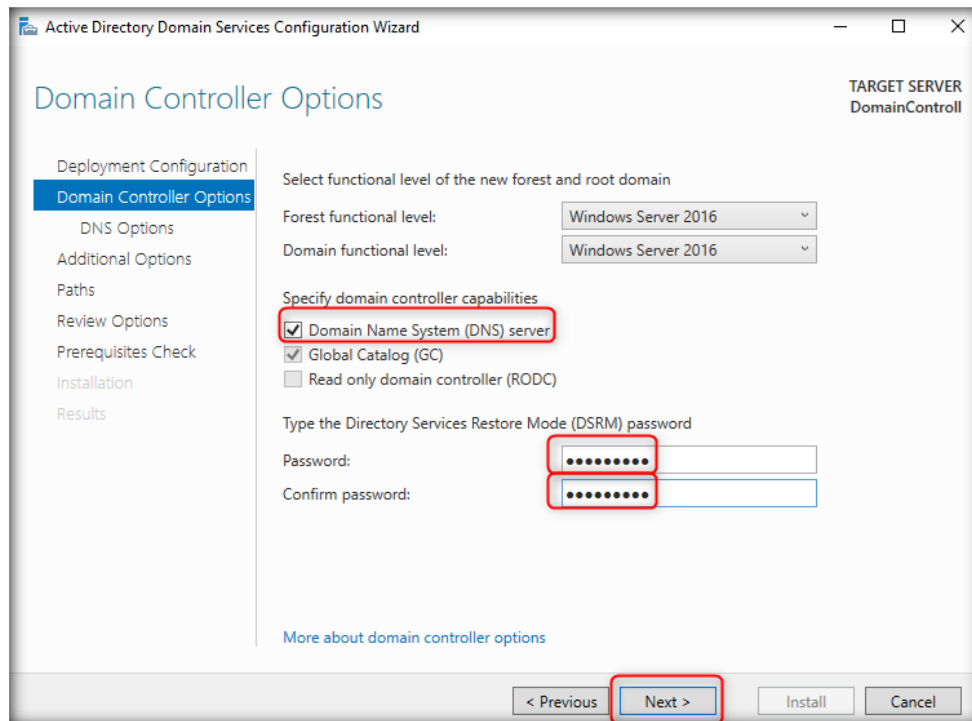 Active Directory Domain Services Configuration Wizard
Domain Controller Options
TARGET SERVER
DomainControll
Deployment Configuration
Domain Controller Options
DNS Options
Additional Options
Paths
Review Options
Prerequisites Check
Installation
Results
Select functional level of the new forest and root domain
Forest functional level: Windows Server 2016
Domain functional level: Windows Server 2016
Specify domain controller capabilities
Domain Name System (DNS) server
Global Catalog (GC)
Read only domain controller (RODC)
Type the Directory Services Restore Mode (DSRM) password
Password: •••••••••
Confirm password: •••••••••
More about domain controller options
< Previous Next > Install Cancel